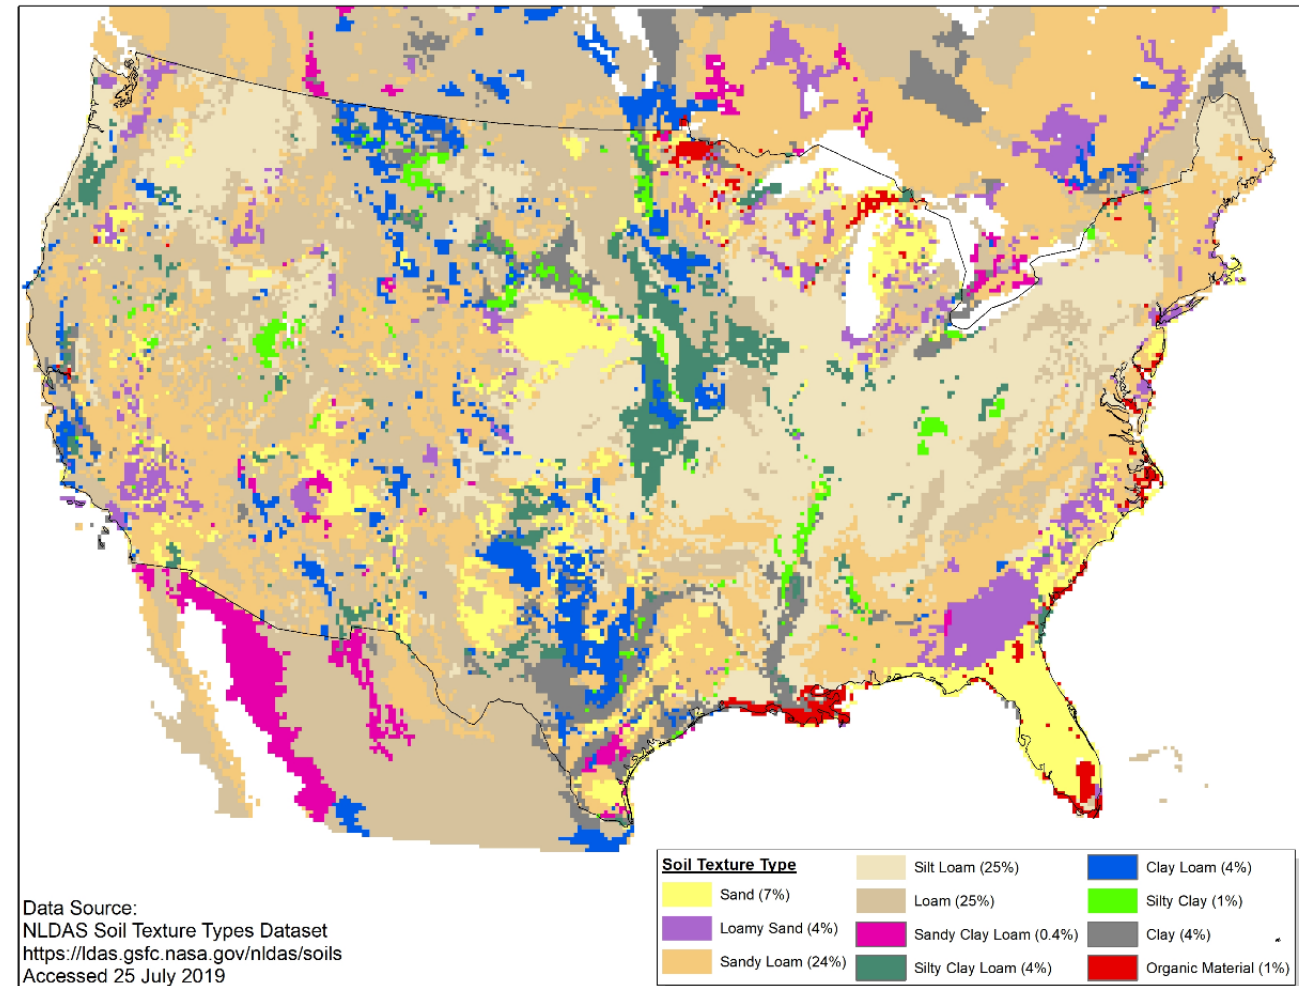 Data Source:
NLDAS Soil Texture Types Dataset
https://ldas.gsfc.nasa.gov/nldas/soils
Accessed 25 July 2019
Soil Texture Type
Sand (7%)
Loamy Sand (4%)
Sandy Loam (24%)
Silt Loam (25%)
Loam (25%)
Sandy Clay Loam (0.4%)
Silty Clay Loam (4%)
Clay Loam (4%)
Silty Clay (1%)
Clay (4%)
Organic Material (1%)